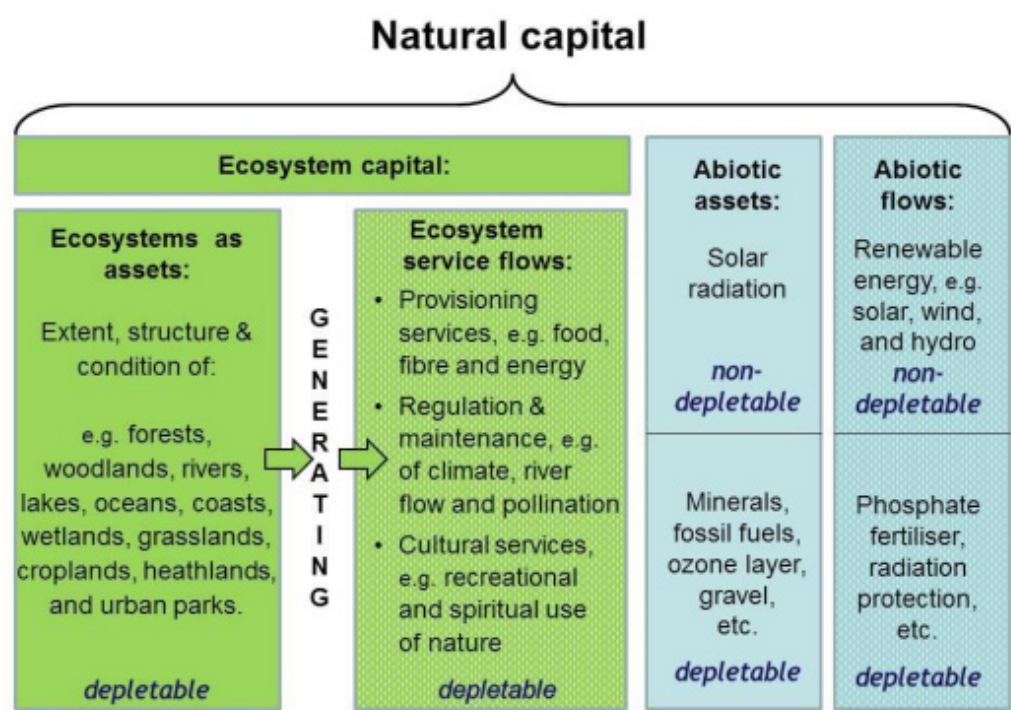 Natural capital
Ecosystem capital:
Ecosystems as
assets:
Extent, structure &
condition of:
e.g. forests,
woodlands, rivers,
lakes, oceans, coasts,
wetlands, grasslands,
croplands, heathlands,
and urban parks.
depletable
GENERATING
Ecosystem
service flows:
• Provisioning
services, e.g. food,
fibre and energy
• Regulation &
maintenance, e.g.
of climate, river
flow and pollination
• Cultural services,
e.g. recreational
and spiritual use
of nature
depletable
Abiotic
assets:
Solar
radiation
non-
depletable
Minerals,
fossil fuels,
ozone layer,
gravel,
etc.
depletable
Abiotic
flows:
Renewable
energy, e.g.
solar, wind,
and hydro
non-
depletable
Phosphate
fertiliser,
radiation
protection,
etc.
depletable